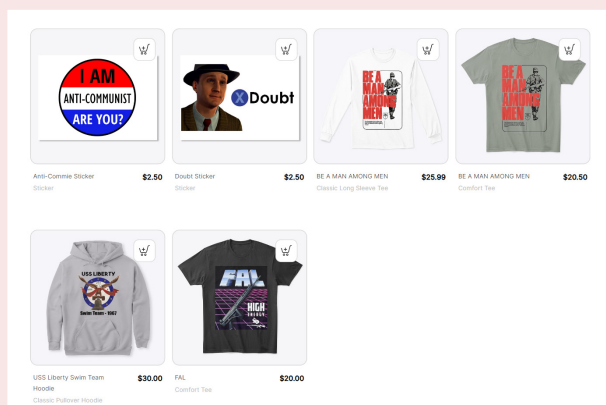 I AM
ANTI-COMMUNIST
ARE YOU?
X Doubt
BE A
MAN
AMONG
MEN
BE A
MAN
AMONG
MEN
Anti-Commie Sticker $2.50
Sticker
Doubt Sticker $2.50
Sticker
BE A MAN AMONG MEN $25.99
Classic Long Sleeve Tee
BE A MAN AMONG MEN $20.50
Comfort Tee
USS LIBERTY
Swim Team - 1967
FAL
HIGH
ENERGY
USS Liberty Swim Team $30.00
Hoodie
Classic Pullover Hoodie
FAL $20.00
Comfort Tee